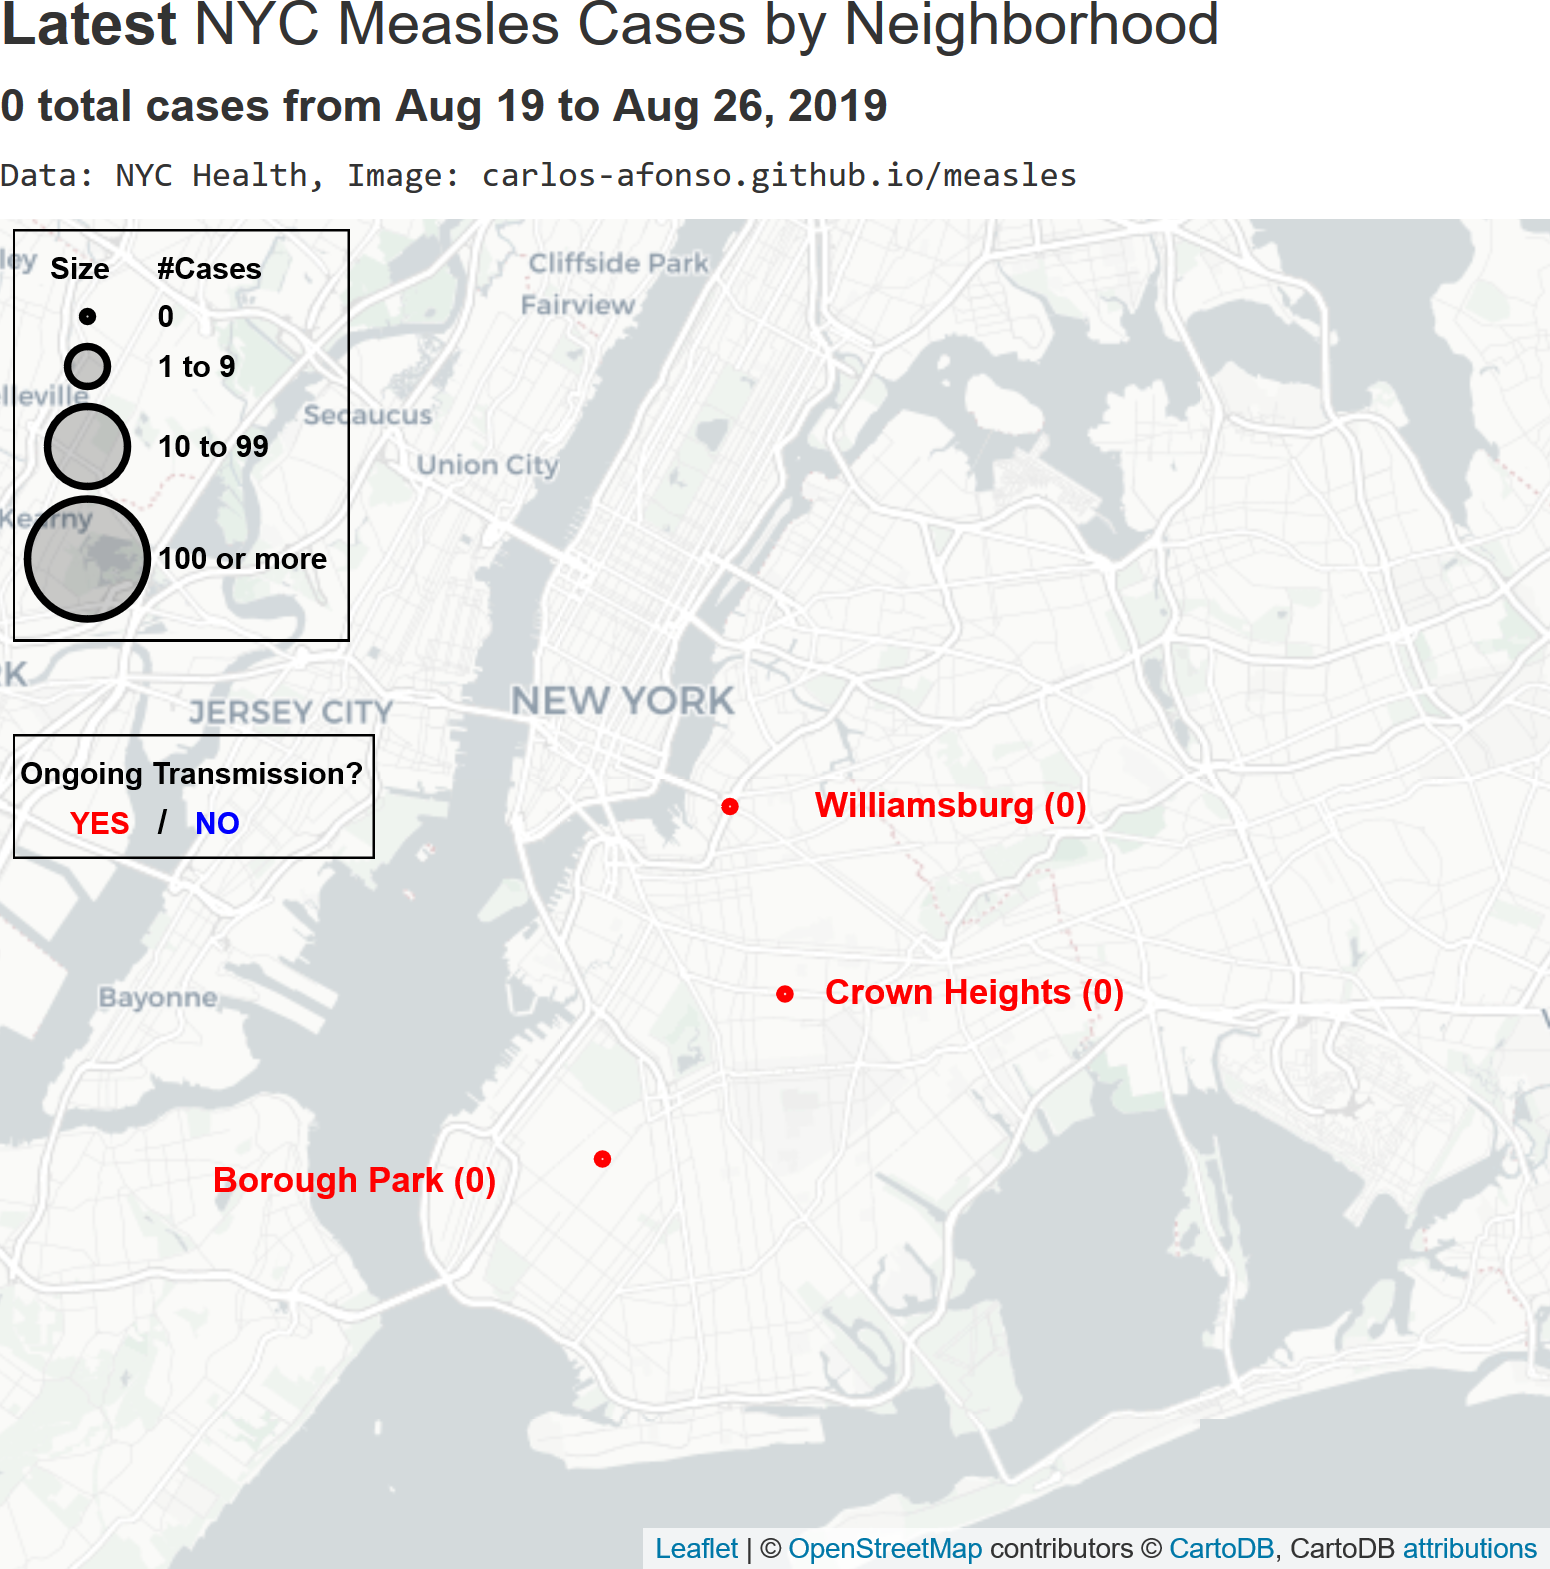 Latest NYC Measles Cases by Neighborhood
0 total cases from Aug 19 to Aug 26, 2019
Data: NYC Health, Image: carlos-afonso.github.io/measles
Size #Cases
0
1 to 9
10 to 99
100 or more
Cliffside Park
Fairview
Secaucus
Union City
Kearny
NEW YORK
JERSEY CITY
Ongoing Transmission?
YES / NO
Williamsburg (0)
Crown Heights (0)
Bayonne
Borough Park (0)
Leaflet | © OpenStreetMap contributors © CartoDB, CartoDB attributions